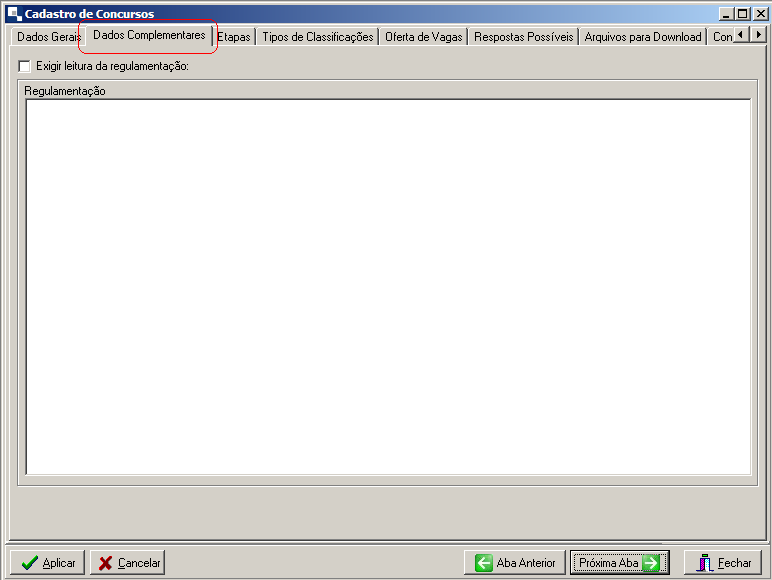 Cadastro de Concursos
Dados Gerais Dados Complementares Etapas Tipos de Classificações Oferta de Vagas Respostas Possíveis Arquivos para Download Con
Exigir leitura da regulamentação:
Regulamentação
Aplicar Cancelar Aba Anterior Próxima Aba Fechar